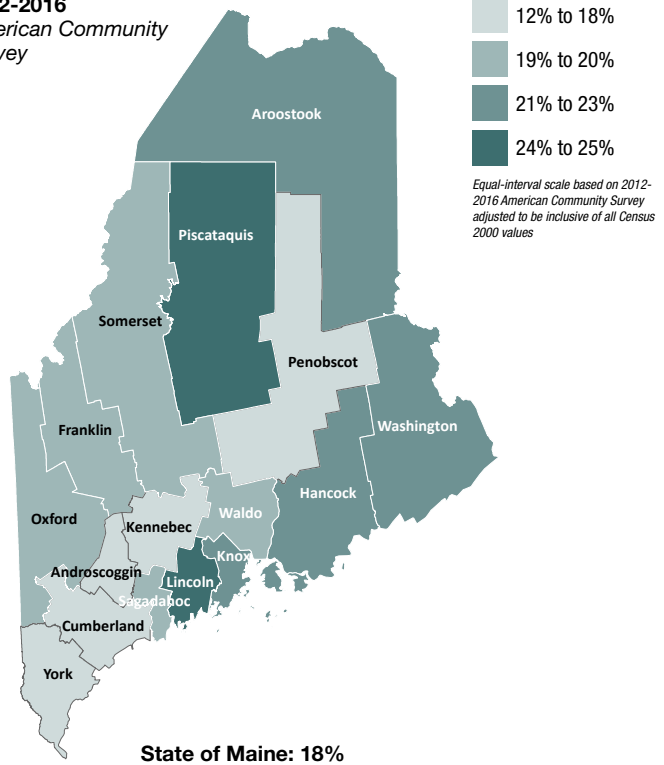 2-2016
erican Community
vey
12% to 18%
19% to 20%
21% to 23%
24% to 25%
Equal-interval scale based on 2012-
2016 American Community Survey
adjusted to be inclusive of all Census
2000 values
Aroostook
Piscataquis
Somerset
Penobscot
Washington
Franklin
Hancock
Oxford
Waldo
Kennebec
Knox
Androscoggin
Lincoln
Sagadahoc
Cumberland
York
State of Maine: 18%